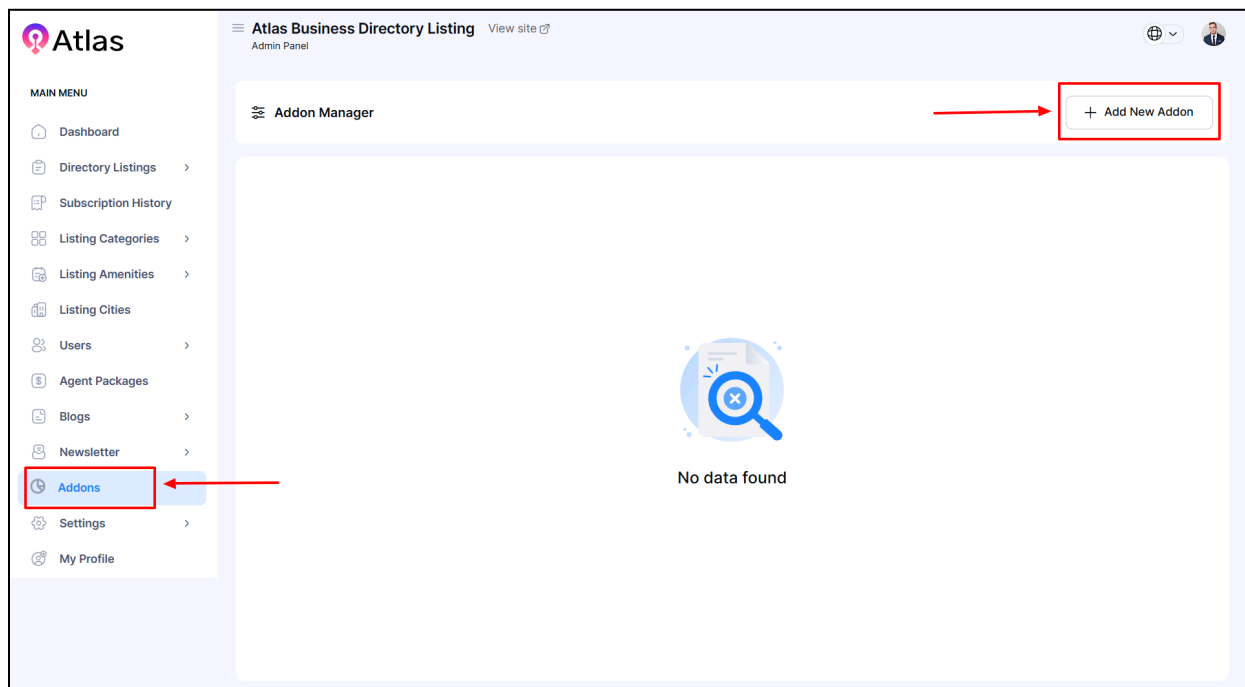 Atlas
Atlas Business Directory Listing View site
Admin Panel
MAIN MENU
Dashboard
Directory Listings
Subscription History
Listing Categories
Listing Amenities
Listing Cities
Users
Agent Packages
Blogs
Newsletter
Addons
Settings
My Profile
Addon Manager
+ Add New Addon
No data found